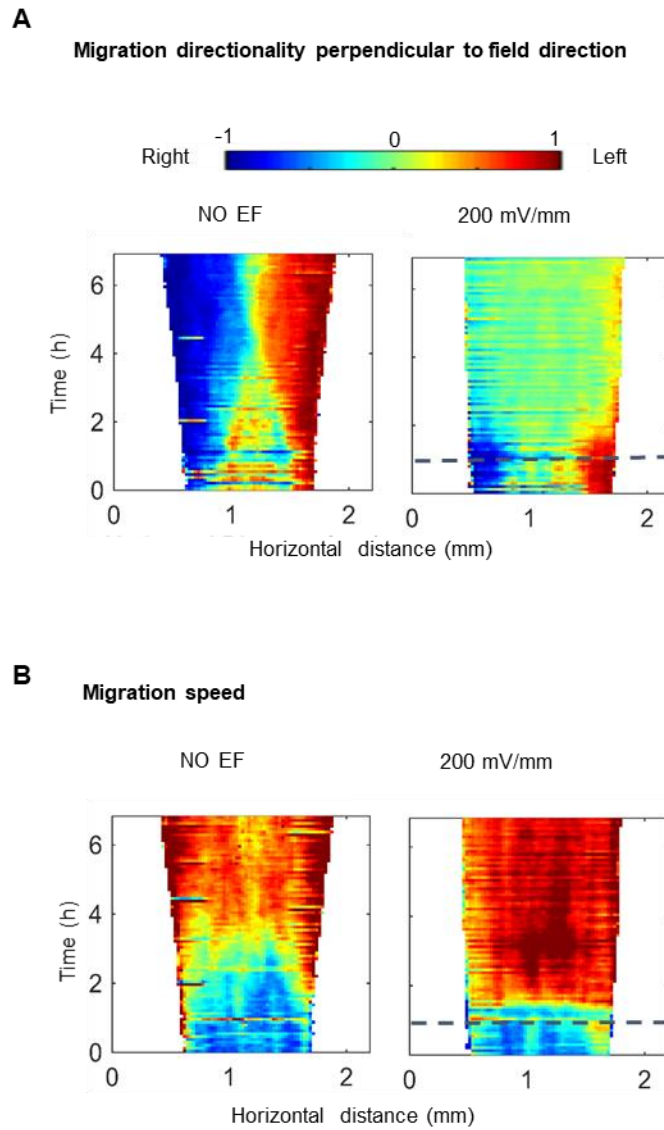 A
Migration directionality perpendicular to field direction
-1 0 1
Right Left
NO EF 200 mV/mm
6
4
2
0
Time (h)
0 1 2 0 1 2
Horizontal distance (mm)
B
Migration speed
NO EF 200 mV/mm
6
4
2
0
Time (h)
0 1 2 0 1 2
Horizontal distance (mm)